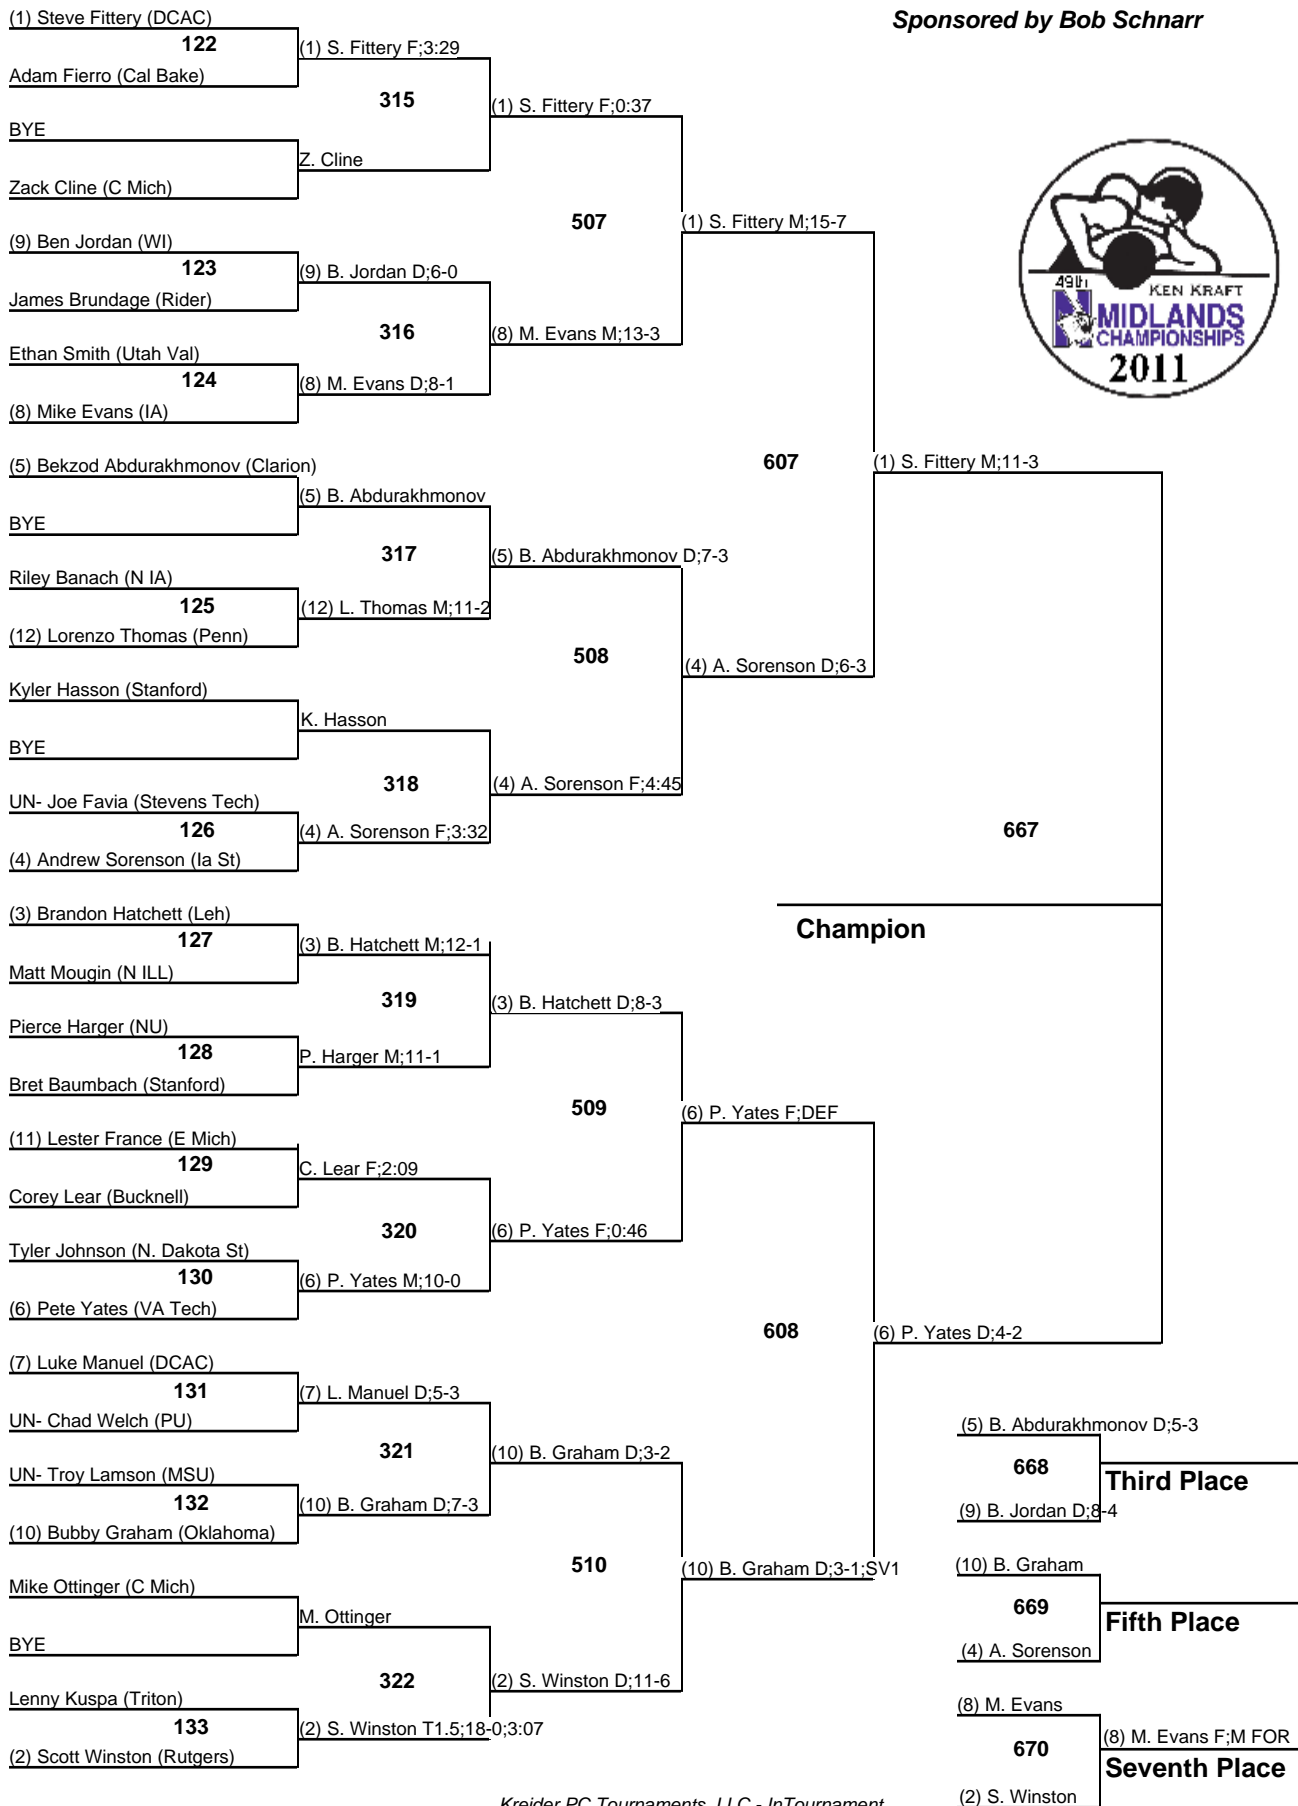 Sponsored by Bob Schnarr
(1) Steve Fittery (DCAC)
122
Adam Fierro (Cal Bake)
(1) S. Fittery F;3:29
315
BYE
Zack Cline (C Mich)
Z. Cline
(1) S. Fittery F;0:37
507
(9) Ben Jordan (WI)
123
James Brundage (Rider)
(9) B. Jordan D;6-0
316
Ethan Smith (Utah Val)
124
(8) Mike Evans (IA)
(8) M. Evans D;8-1
(8) M. Evans M;13-3
(1) S. Fittery M;15-7
607
(5) Bekzod Abdurakhmonov (Clarion)
BYE
(5) B. Abdurakhmonov
317
Riley Banach (N IA)
125
(12) Lorenzo Thomas (Penn)
(12) L. Thomas M;11-2
(5) B. Abdurakhmonov D;7-3
508
Kyler Hasson (Stanford)
BYE
K. Hasson
318
UN- Joe Favia (Stevens Tech)
126
(4) Andrew Sorenson (Ia St)
(4) A. Sorenson F;3:32
(4) A. Sorenson F;4:45
(4) A. Sorenson D;6-3
(1) S. Fittery M;11-3
667
Champion
(3) Brandon Hatchett (Leh)
127
Matt Mougin (N ILL)
(3) B. Hatchett M;12-1
319
Pierce Harger (NU)
128
Bret Baumbach (Stanford)
P. Harger M;11-1
(3) B. Hatchett D;8-3
509
(11) Lester France (E Mich)
129
Corey Lear (Bucknell)
C. Lear F;2:09
320
Tyler Johnson (N. Dakota St)
130
(6) Pete Yates (VA Tech)
(6) P. Yates M;10-0
(6) P. Yates F;0:46
(6) P. Yates F;DEF
608
(7) Luke Manuel (DCAC)
131
UN- Chad Welch (PU)
(7) L. Manuel D;5-3
321
UN- Troy Lamson (MSU)
132
(10) Bubby Graham (Oklahoma)
(10) B. Graham D;7-3
(10) B. Graham D;3-2
510
Mike Ottinger (C Mich)
BYE
M. Ottinger
322
Lenny Kuspa (Triton)
133
(2) Scott Winston (Rutgers)
(2) S. Winston T1.5;18-0;3:07
(2) S. Winston D;11-6
(10) B. Graham D;3-1;SV1
(6) P. Yates D;4-2
49th
KEN KRAFT
N MIDLANDS
CHAMPIONSHIPS
2011
(5) B. Abdurakhmonov D;5-3
668
Third Place
(9) B. Jordan D;8-4
(10) B. Graham
669
Fifth Place
(4) A. Sorenson
(8) M. Evans
670
(8) M. Evans F;M FOR
Seventh Place
(2) S. Winston
Kreider PC Tournaments, LLC - InTournament